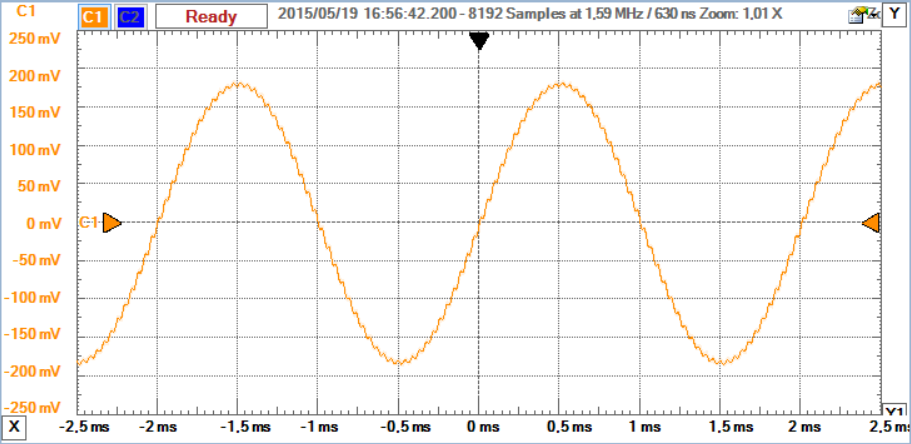 C1 C1 C2 Ready 2015/05/19 16:56:42.200 - 8192 Samples at 1,59 MHz / 630 ns Zoom: 1,01 X Y
250 mV
200 mV
150 mV
100 mV
50 mV
C1 0 mV
-50 mV
-100 mV
-150 mV
-200 mV
-250 mV Y1
X -2,5 ms -2 ms -1,5 ms -1 ms -0,5 ms 0 ms 0,5 ms 1 ms 1,5 ms 2 ms 2,5 ms